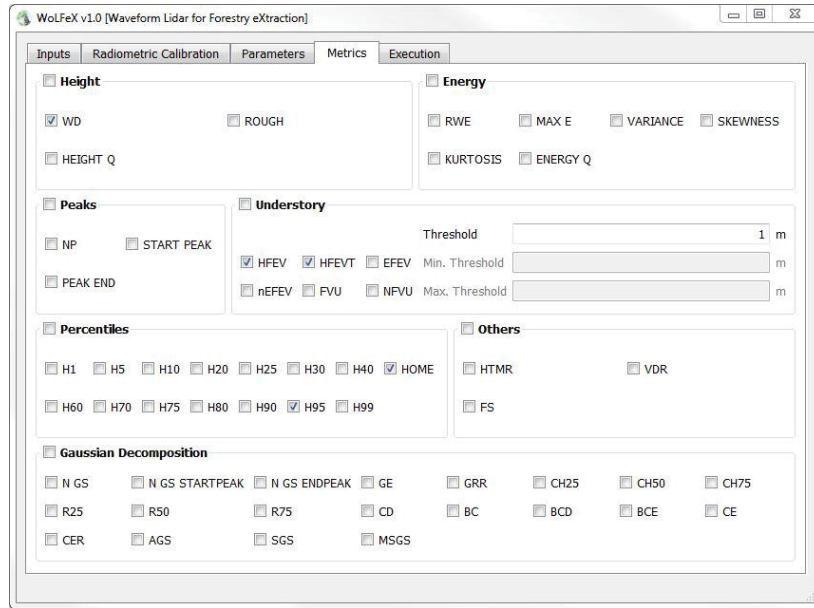 WoLFeX v1.0 [Waveform Lidar for Forestry eXtraction]
Inputs Radiometric Calibration Parameters Metrics Execution
Height
WD ROUGH
HEIGHT Q
Energy
RWE MAX E VARIANCE SKEWNESS
KURTOSIS ENERGY Q
Peaks
NP START PEAK
PEAK END
Understory
Threshold 1 m
HFEV HFEVT EFEV Min. Threshold m
nEFEV FVU NFVU Max. Threshold m
Percentiles
H1 H5 H10 H20 H25 H30 H40 HOME
H60 H70 H75 H80 H90 H95 H99
Others
HTMR VDR
FS
Gaussian Decomposition
N GS N GS STARTPEAK N GS ENDPEAK GE GRR CH25 CH50 CH75
R25 R50 R75 CD BC BCD BCE CE
CER AGS SGS MSGS